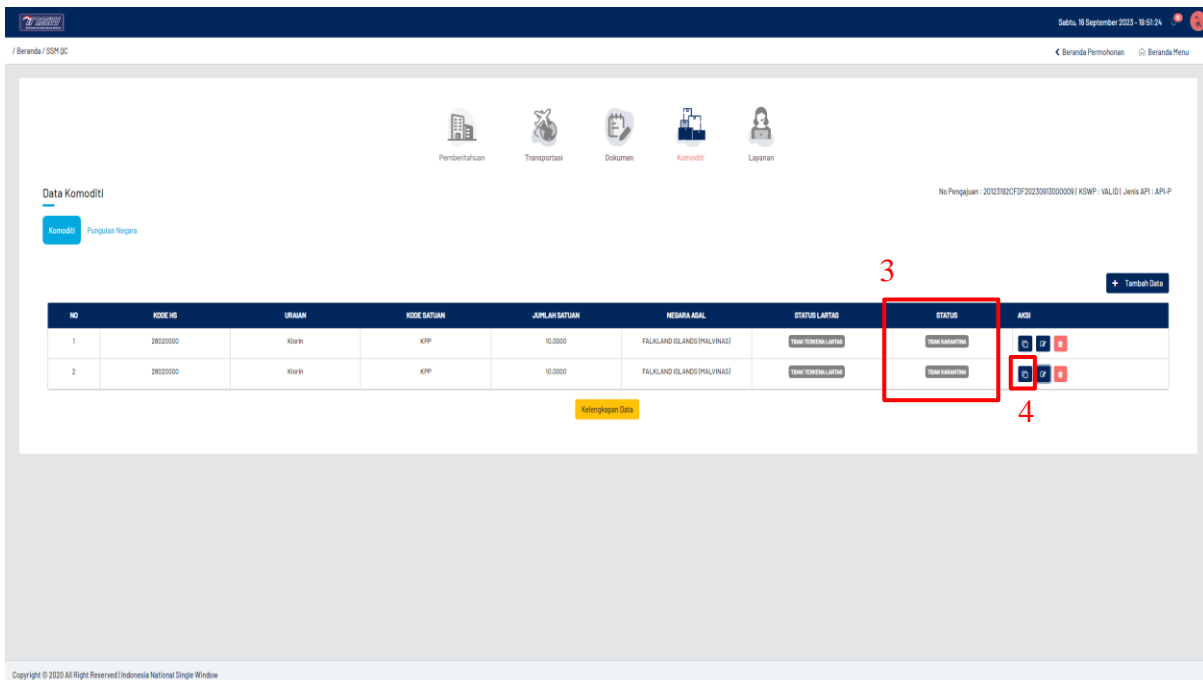 Sabtu, 16 September 2023 - 19:51:24
/ Beranda / SSM QC
Beranda Permohonan
Beranda Menu
Pemberitahuan
Transportasi
Dokumen
Komoditi
Layanan
Data Komoditi
No Pengajuan : 20123192CFDF20230913000009 | KSWP : VALID | Jenis API : API-P
Komoditi
Pungutan Negara
3
+ Tambah Data
NO KODE HS URAIAN KODE SATUAN JUMLAH SATUAN NEGARA ASAL STATUS LARTAS STATUS AKSI
1 28020000 Klorin KPP 10.0000 FALKLAND ISLANDS (MALVINAS) TIDAK TERKENA LARTAS TIDAK KARANTINA
2 28020000 Klorin KPP 10.0000 FALKLAND ISLANDS (MALVINAS) TIDAK TERKENA LARTAS TIDAK KARANTINA
Kelengkapan Data
4
Copyright © 2020 All Right Reserved | Indonesia National Single Window